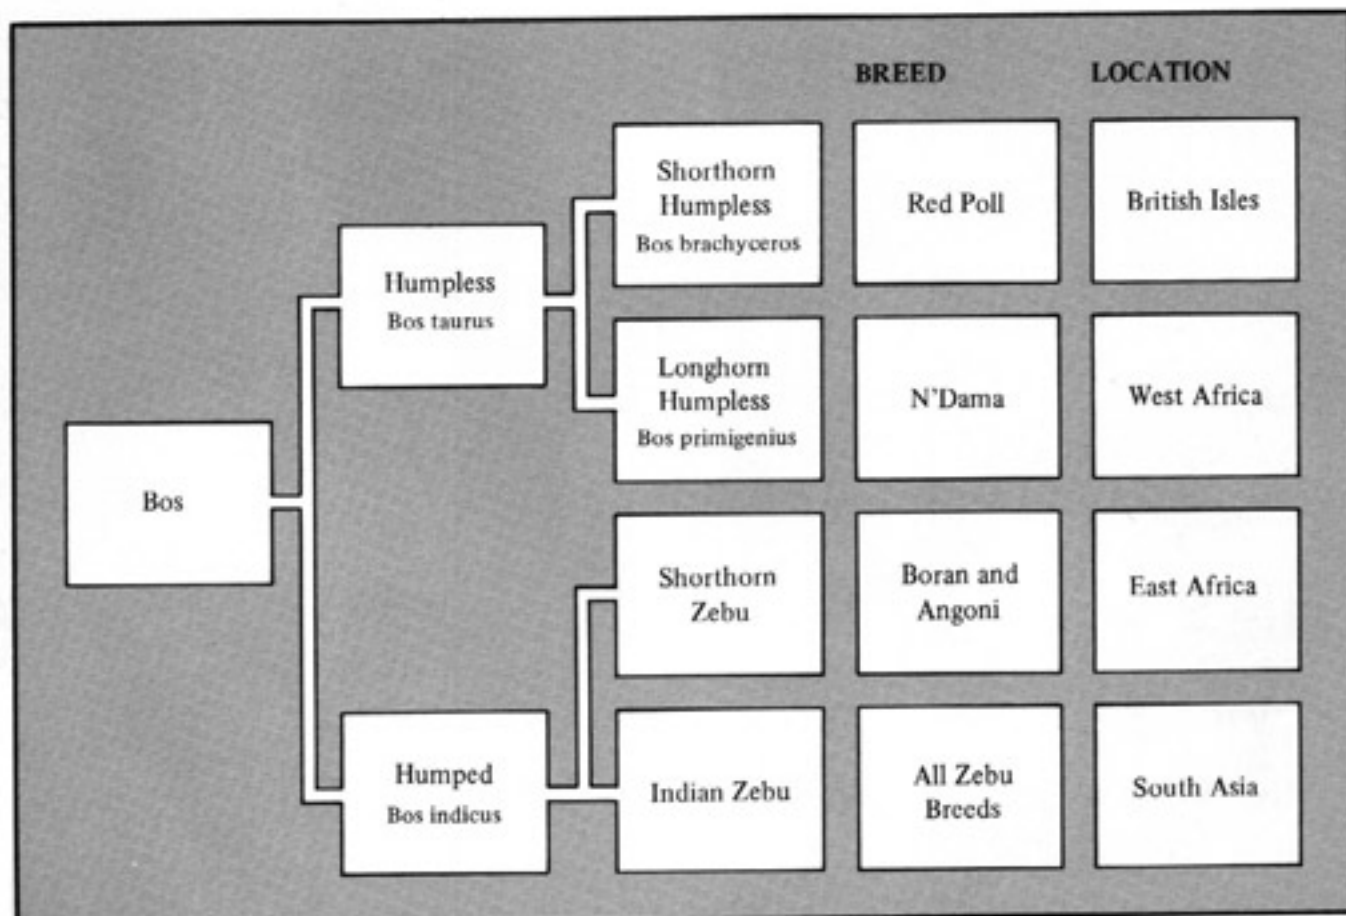 BREED LOCATION
Shorthorn
Humpless
Bos brachyceros
Red Poll
British Isles
Humpless
Bos taurus
Longhorn
Humpless
Bos primigenius
N'Dama
West Africa
Bos
Shorthorn
Zebu
Boran and
Angoni
East Africa
Humped
Bos indicus
Indian Zebu
All Zebu
Breeds
South Asia